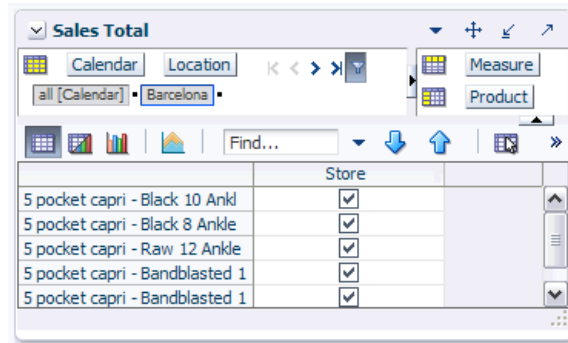 Sales Total
Calendar Location Measure
all [Calendar] Barcelona Product
Find...
Store
5 pocket capri - Black 10 Ankl
5 pocket capri - Black 8 Ankle
5 pocket capri - Raw 12 Ankle
5 pocket capri - Bandblasted 1
5 pocket capri - Bandblasted 1